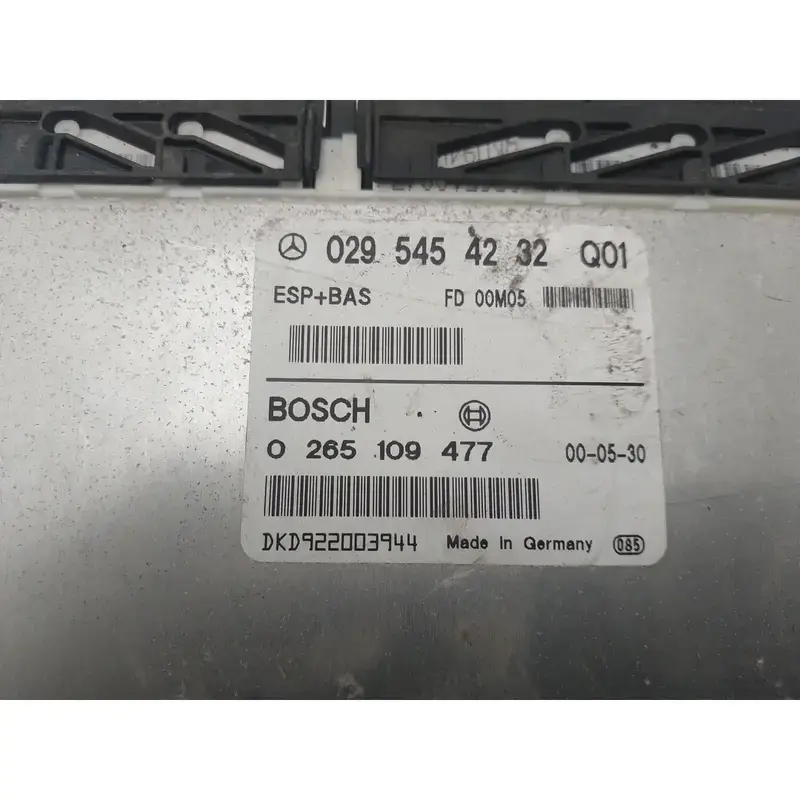 029 545 42 32 Q01
ESP+BAS FD 00M05
BOSCH
0 265 109 477 00-05-30
DKD922003944 Made in Germany 085